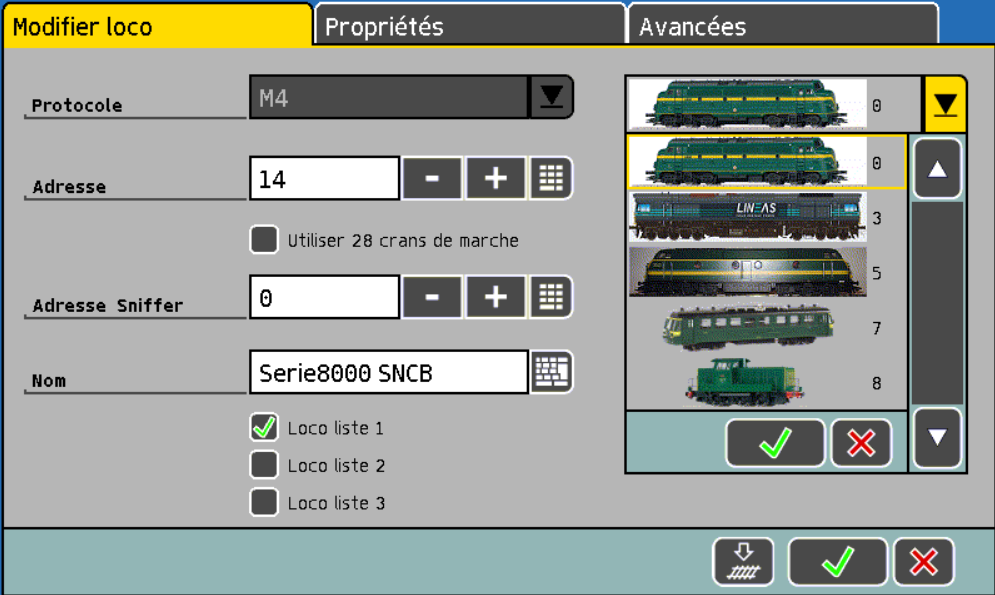 Modifier loco
Propriétés
Avancées
Protocole
M4
Adresse
14
- +
Utiliser 28 crans de marche
Adresse Sniffer
0
- +
Nom
Serie8000 SNCB
Loco liste 1
Loco liste 2
Loco liste 3
0
0
LINEAS
3
5
7
8